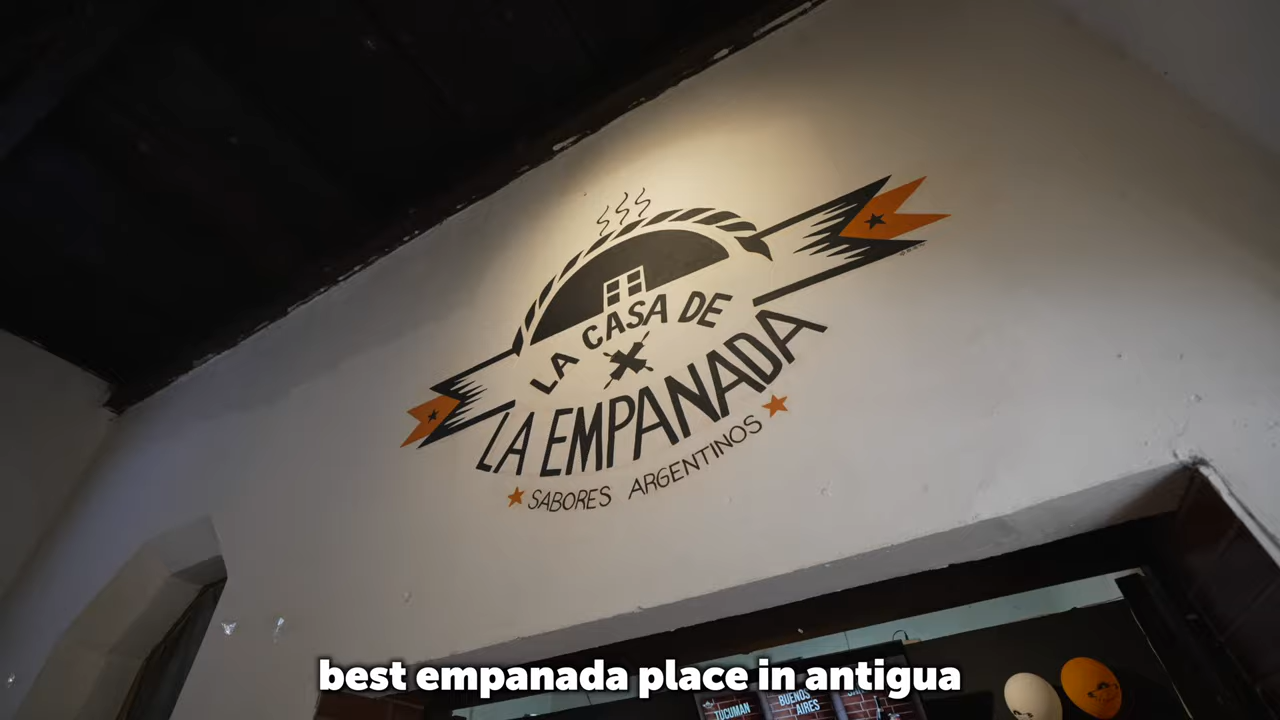 LA CASA DE
LA EMPANADA
SABORES ARGENTINOS
best empanada place in antigua
TUCUMAN
BUENOS
AIRES